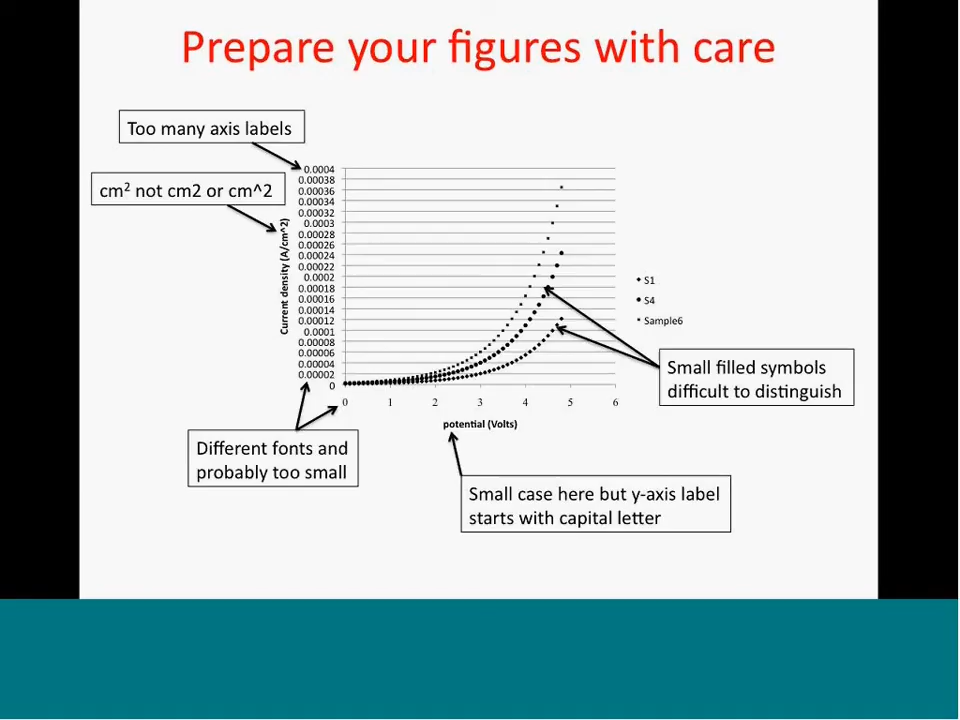 Prepare your figures with care
Too many axis labels
cm² not cm2 or cm^2
Current density (A/cm^2)
0.0004
0.00038
0.00036
0.00034
0.00032
0.0003
0.00028
0.00026
0.00024
0.00022
0.0002
0.00018
0.00016
0.00014
0.00012
0.0001
0.00008
0.00006
0.00004
0.00002
0
0 1 2 3 4 5 6
potential (Volts)
S1
S4
Sample6
Small filled symbols
difficult to distinguish
Different fonts and
probably too small
Small case here but y-axis label
starts with capital letter